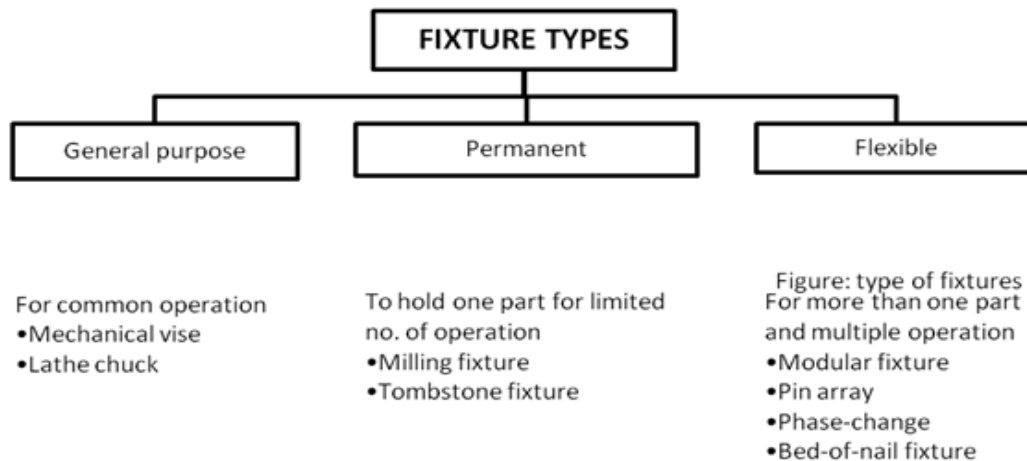 FIXTURE TYPES
General purpose
Permanent
Flexible
For common operation
•Mechanical vise
•Lathe chuck
To hold one part for limited
no. of operation
•Milling fixture
•Tombstone fixture
Figure: type of fixtures
For more than one part
and multiple operation
•Modular fixture
•Pin array
•Phase-change
•Bed-of-nail fixture